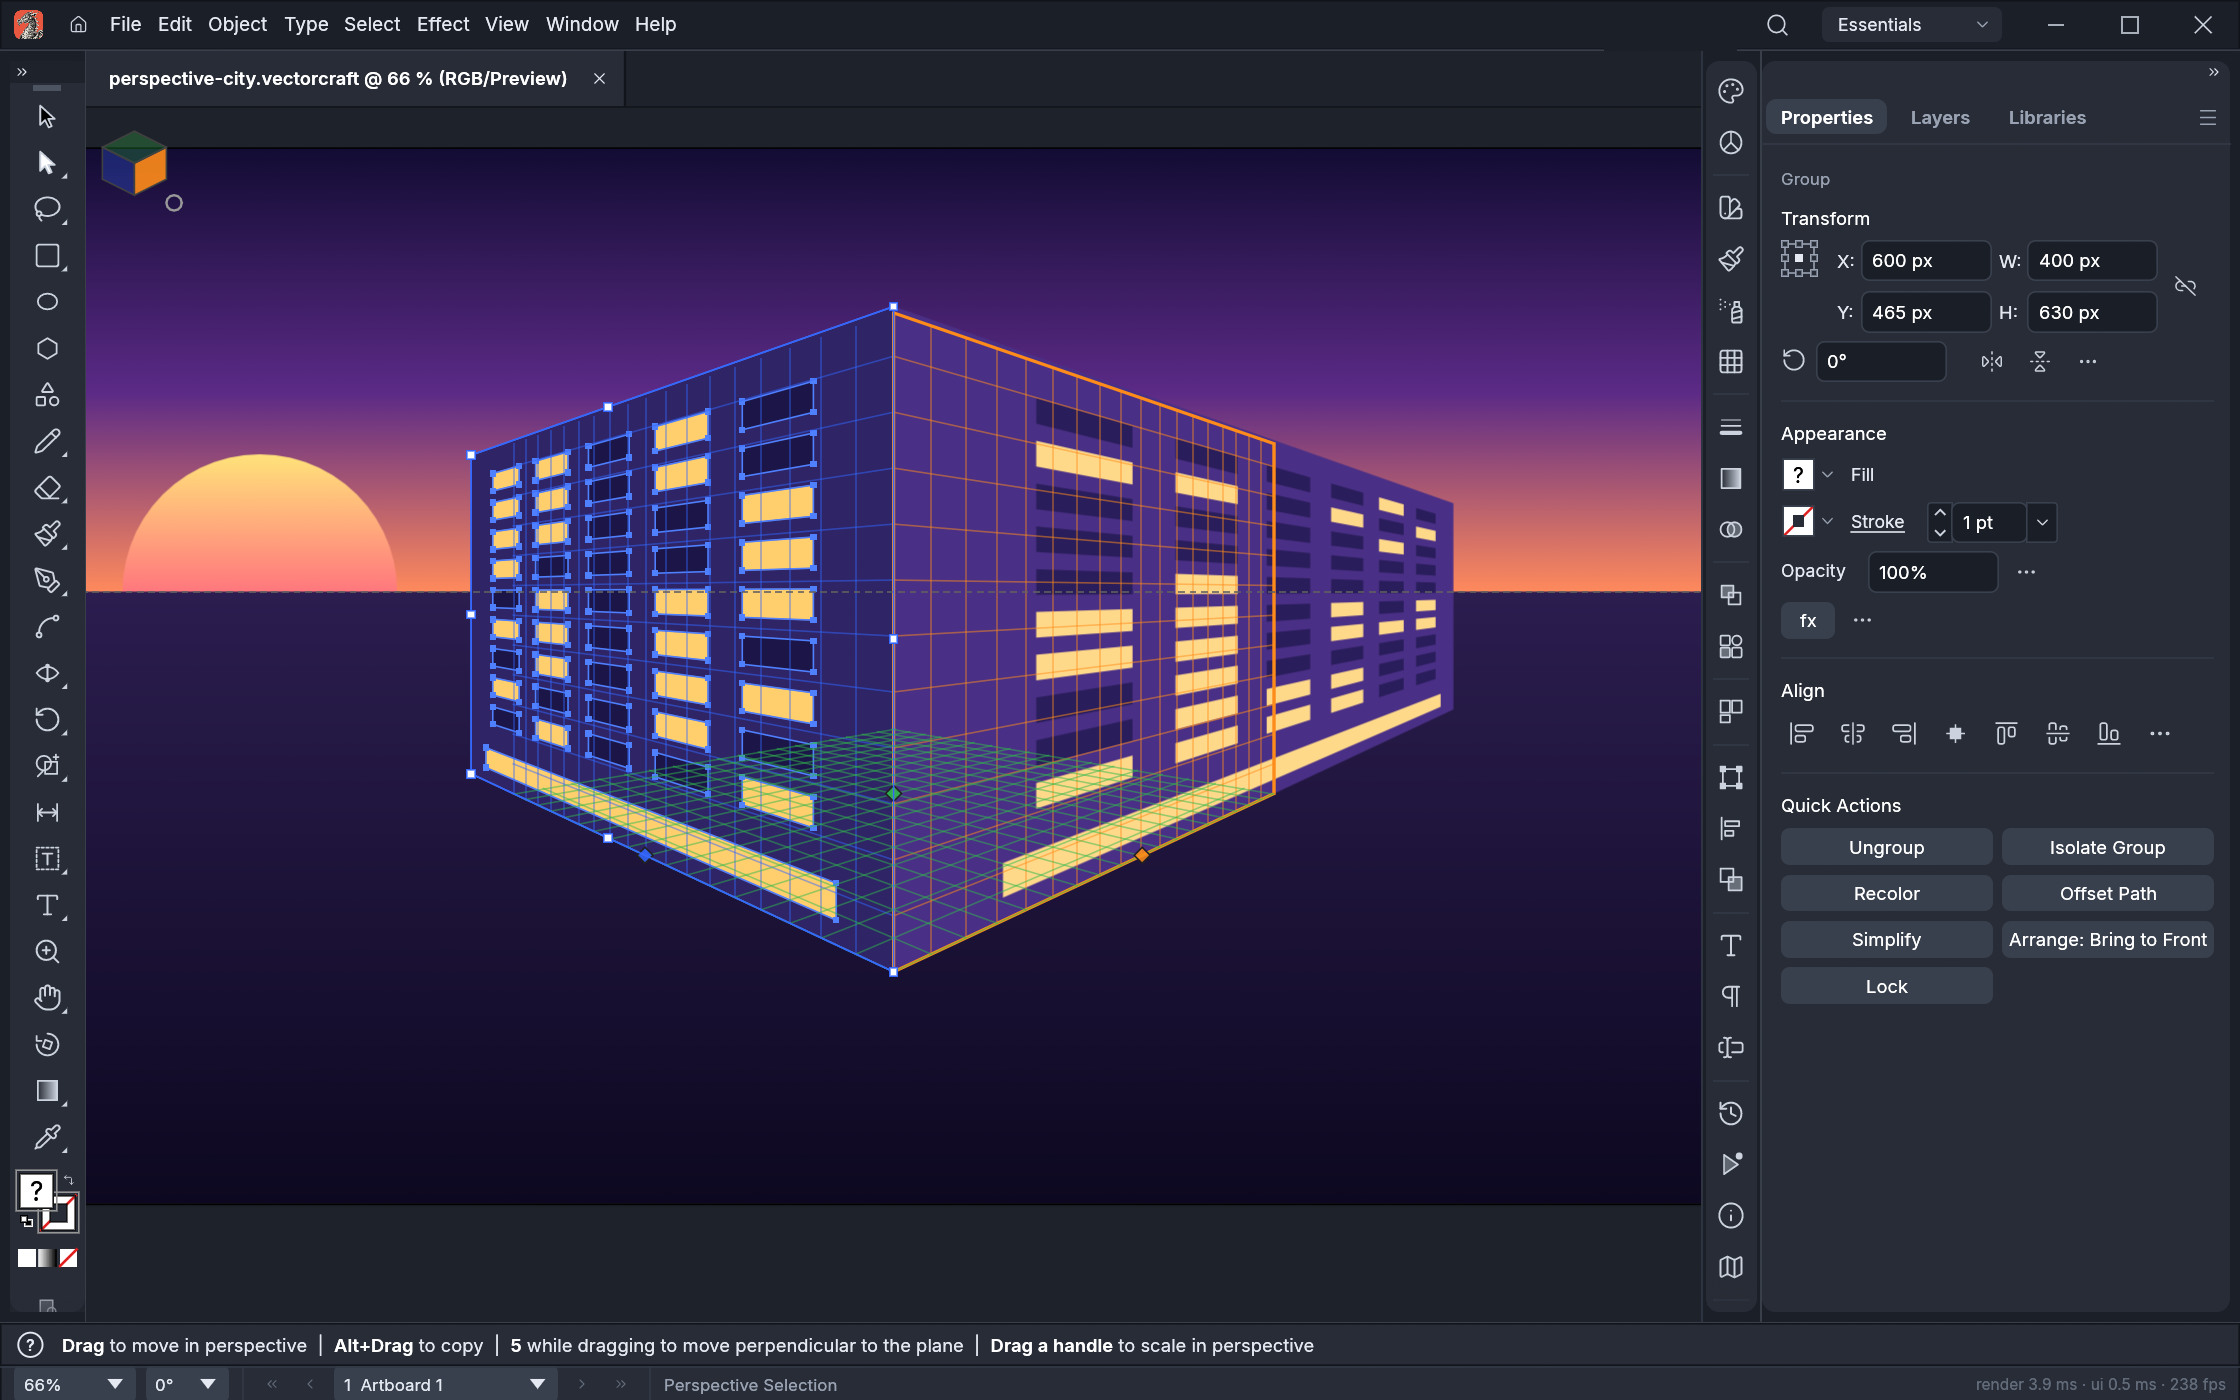 File Edit Object Type Select Effect View Window Help
Essentials
perspective-city.vectorcraft @ 66 % (RGB/Preview)
Properties Layers Libraries
Group
Transform
X: 600 px W: 400 px
Y: 465 px H: 630 px
0°
Appearance
? Fill
Stroke 1 pt
Opacity 100%
fx
Align
Quick Actions
Ungroup Isolate Group
Recolor Offset Path
Simplify Arrange: Bring to Front
Lock
?
? Drag to move in perspective | Alt+Drag to copy | 5 while dragging to move perpendicular to the plane | Drag a handle to scale in perspective
66% 0° 1 Artboard 1 Perspective Selection
render 3.9 ms · ui 0.5 ms · 238 fps